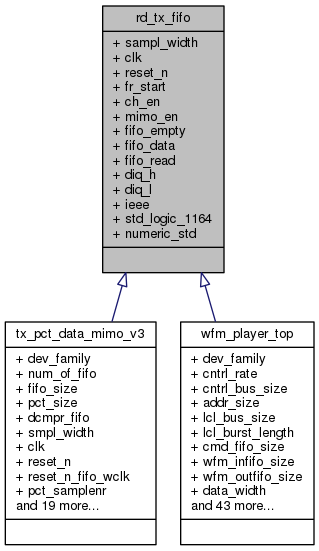 rd_tx_fifo
+ sampl_width
+ clk
+ reset_n
+ fr_start
+ ch_en
+ mimo_en
+ fifo_empty
+ fifo_data
+ fifo_read
+ diq_h
+ diq_l
+ ieee
+ std_logic_1164
+ numeric_std
tx_pct_data_mimo_v3
+ dev_family
+ num_of_fifo
+ fifo_size
+ pct_size
+ dcmpr_fifo
+ smpl_width
+ clk
+ reset_n
+ reset_n_fifo_wclk
+ pct_samplenr
and 19 more...
wfm_player_top
+ dev_family
+ cntrl_rate
+ cntrl_bus_size
+ addr_size
+ lcl_bus_size
+ lcl_burst_length
+ cmd_fifo_size
+ wfm_infifo_size
+ wfm_outfifo_size
+ data_width
and 43 more...